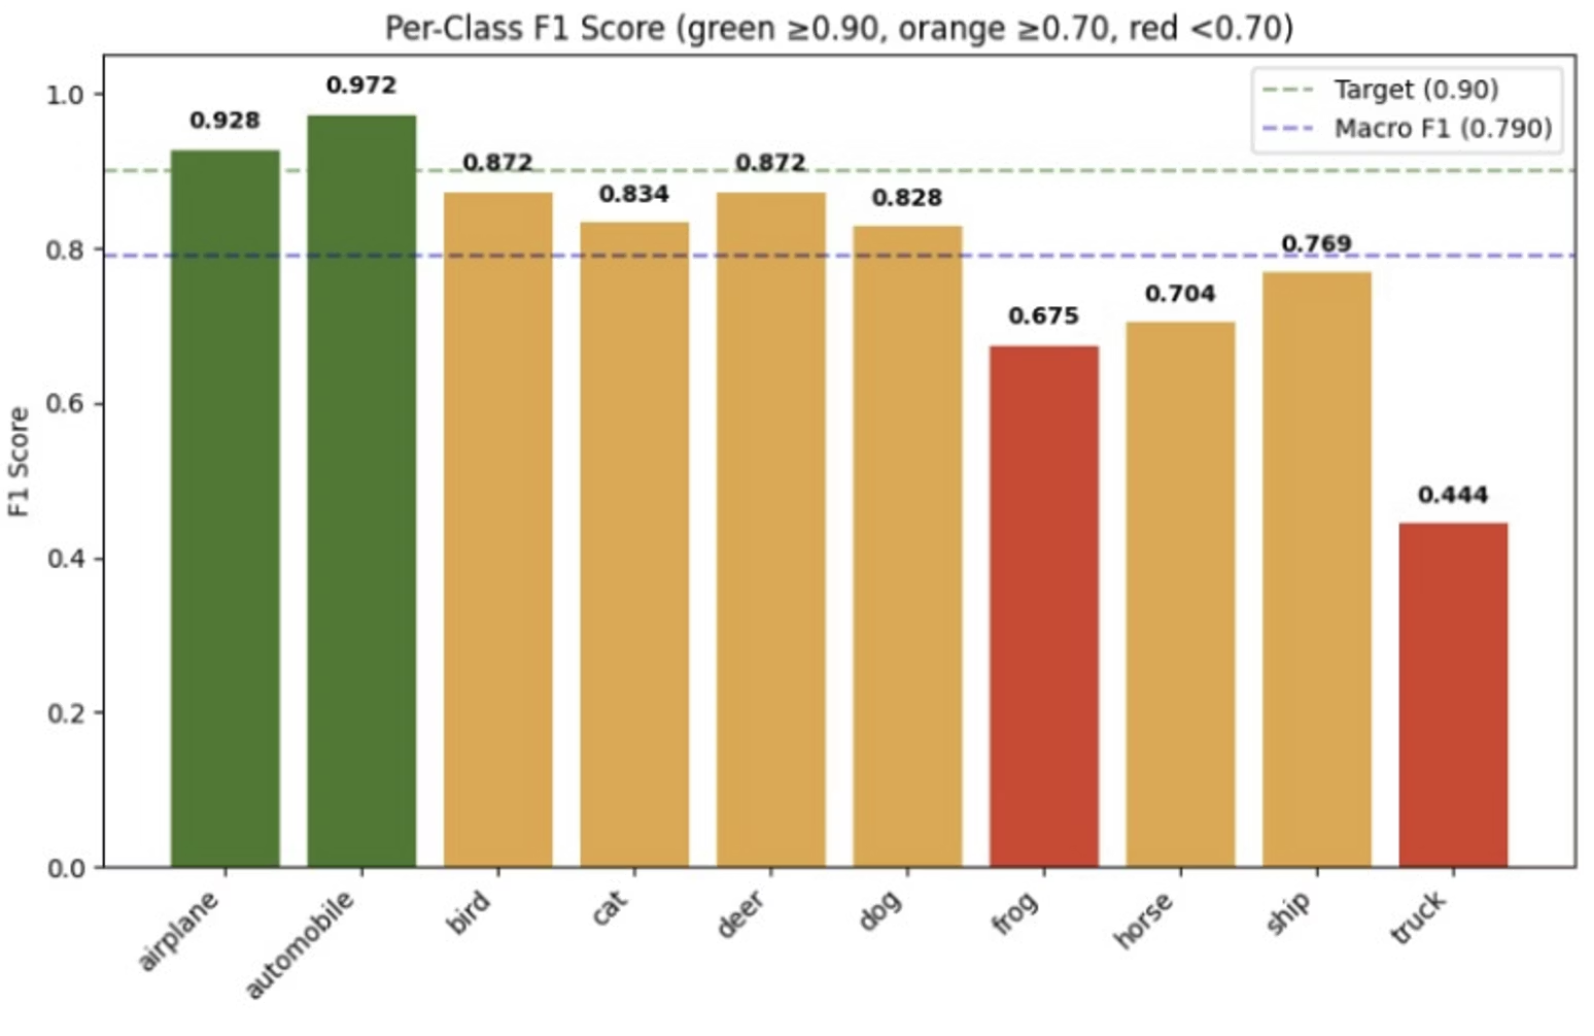 Per-Class F1 Score (green ≥0.90, orange ≥0.70, red <0.70)
Target (0.90)
Macro F1 (0.790)
F1 Score
1.0
0.8
0.6
0.4
0.2
0.0
0.928
0.972
0.872
0.834
0.872
0.828
0.675
0.704
0.769
0.444
airplane
automobile
bird
cat
deer
dog
frog
horse
ship
truck